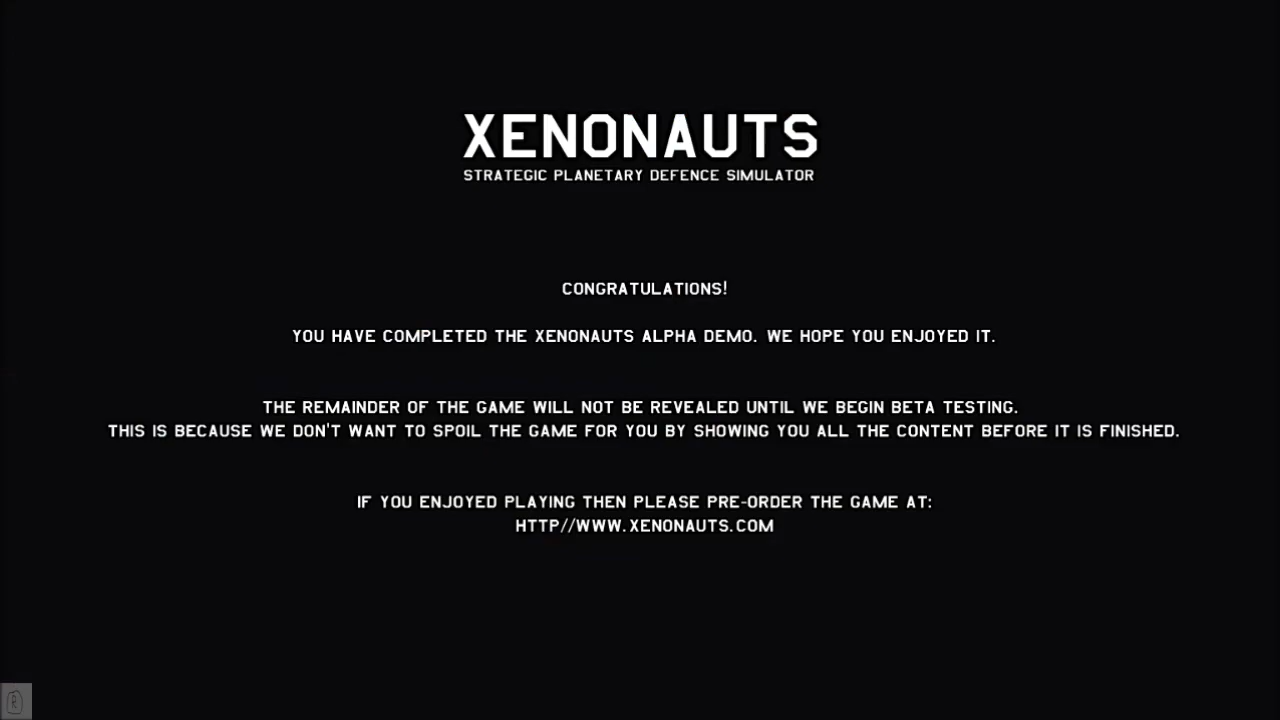 XENONAUTS
STRATEGIC PLANETARY DEFENCE SIMULATOR
CONGRATULATIONS!
YOU HAVE COMPLETED THE XENONAUTS ALPHA DEMO. WE HOPE YOU ENJOYED IT.
THE REMAINDER OF THE GAME WILL NOT BE REVEALED UNTIL WE BEGIN BETA TESTING.
THIS IS BECAUSE WE DON'T WANT TO SPOIL THE GAME FOR YOU BY SHOWING YOU ALL THE CONTENT BEFORE IT IS FINISHED.
IF YOU ENJOYED PLAYING THEN PLEASE PRE-ORDER THE GAME AT:
HTTP//WWW.XENONAUTS.COM
R